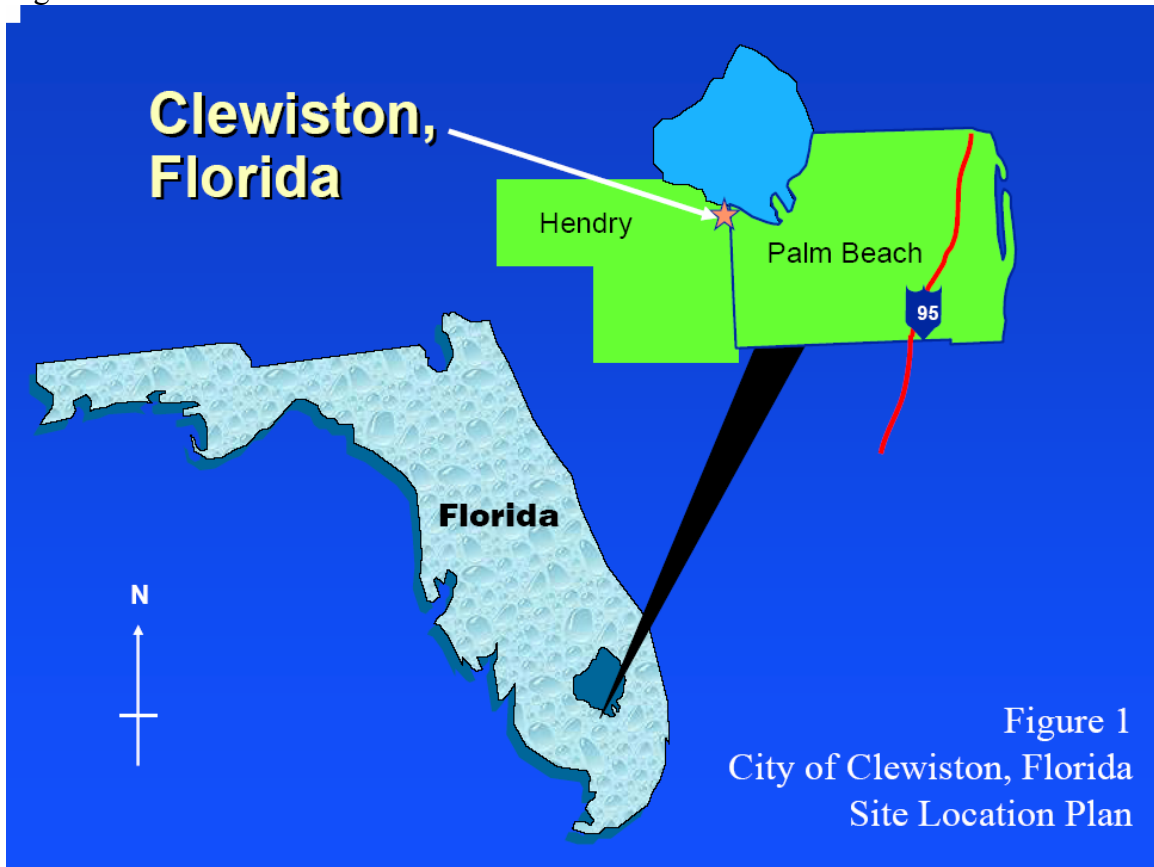 Clewiston,
Florida
Hendry
Palm Beach
95
Florida
N
Figure 1
City of Clewiston, Florida
Site Location Plan